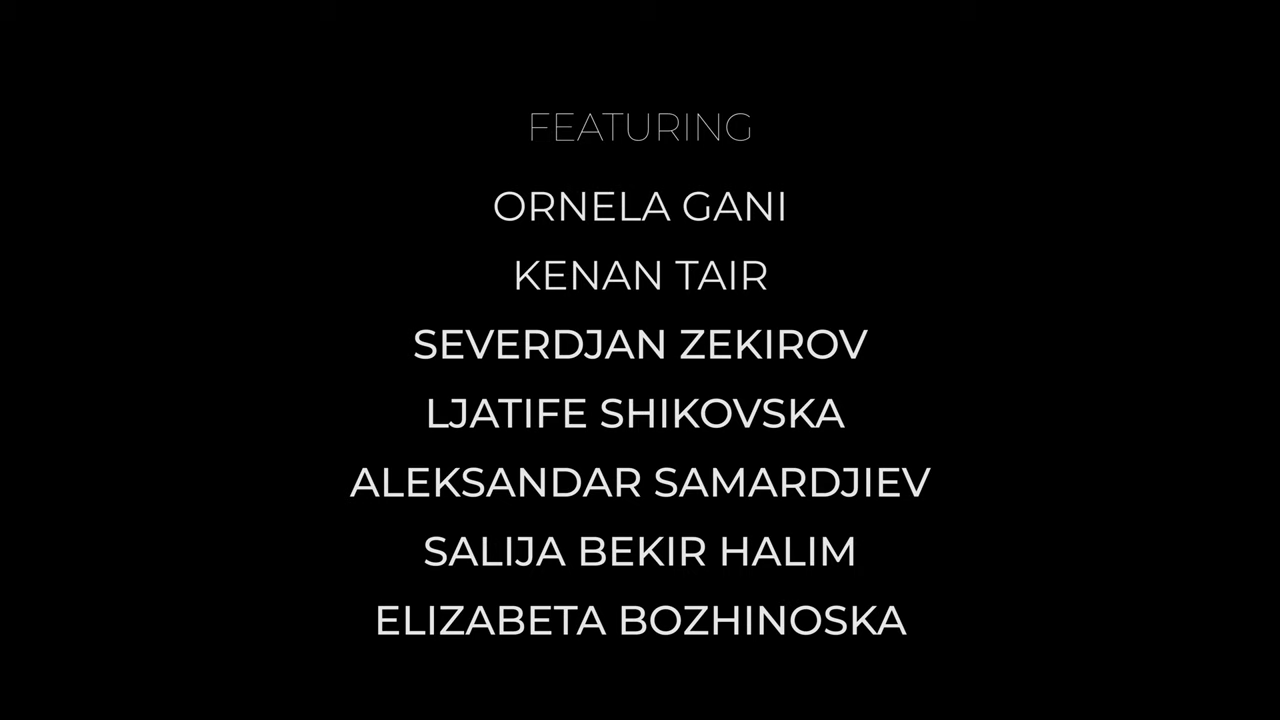 FEATURING
ORNELA GANI
KENAN TAIR
SEVERDJAN ZEKIROV
LJATIFE SHIKOVSKA
ALEKSANDAR SAMARDJIEV
SALIJA BEKIR HALIM
ELIZABETA BOZHINOSKA